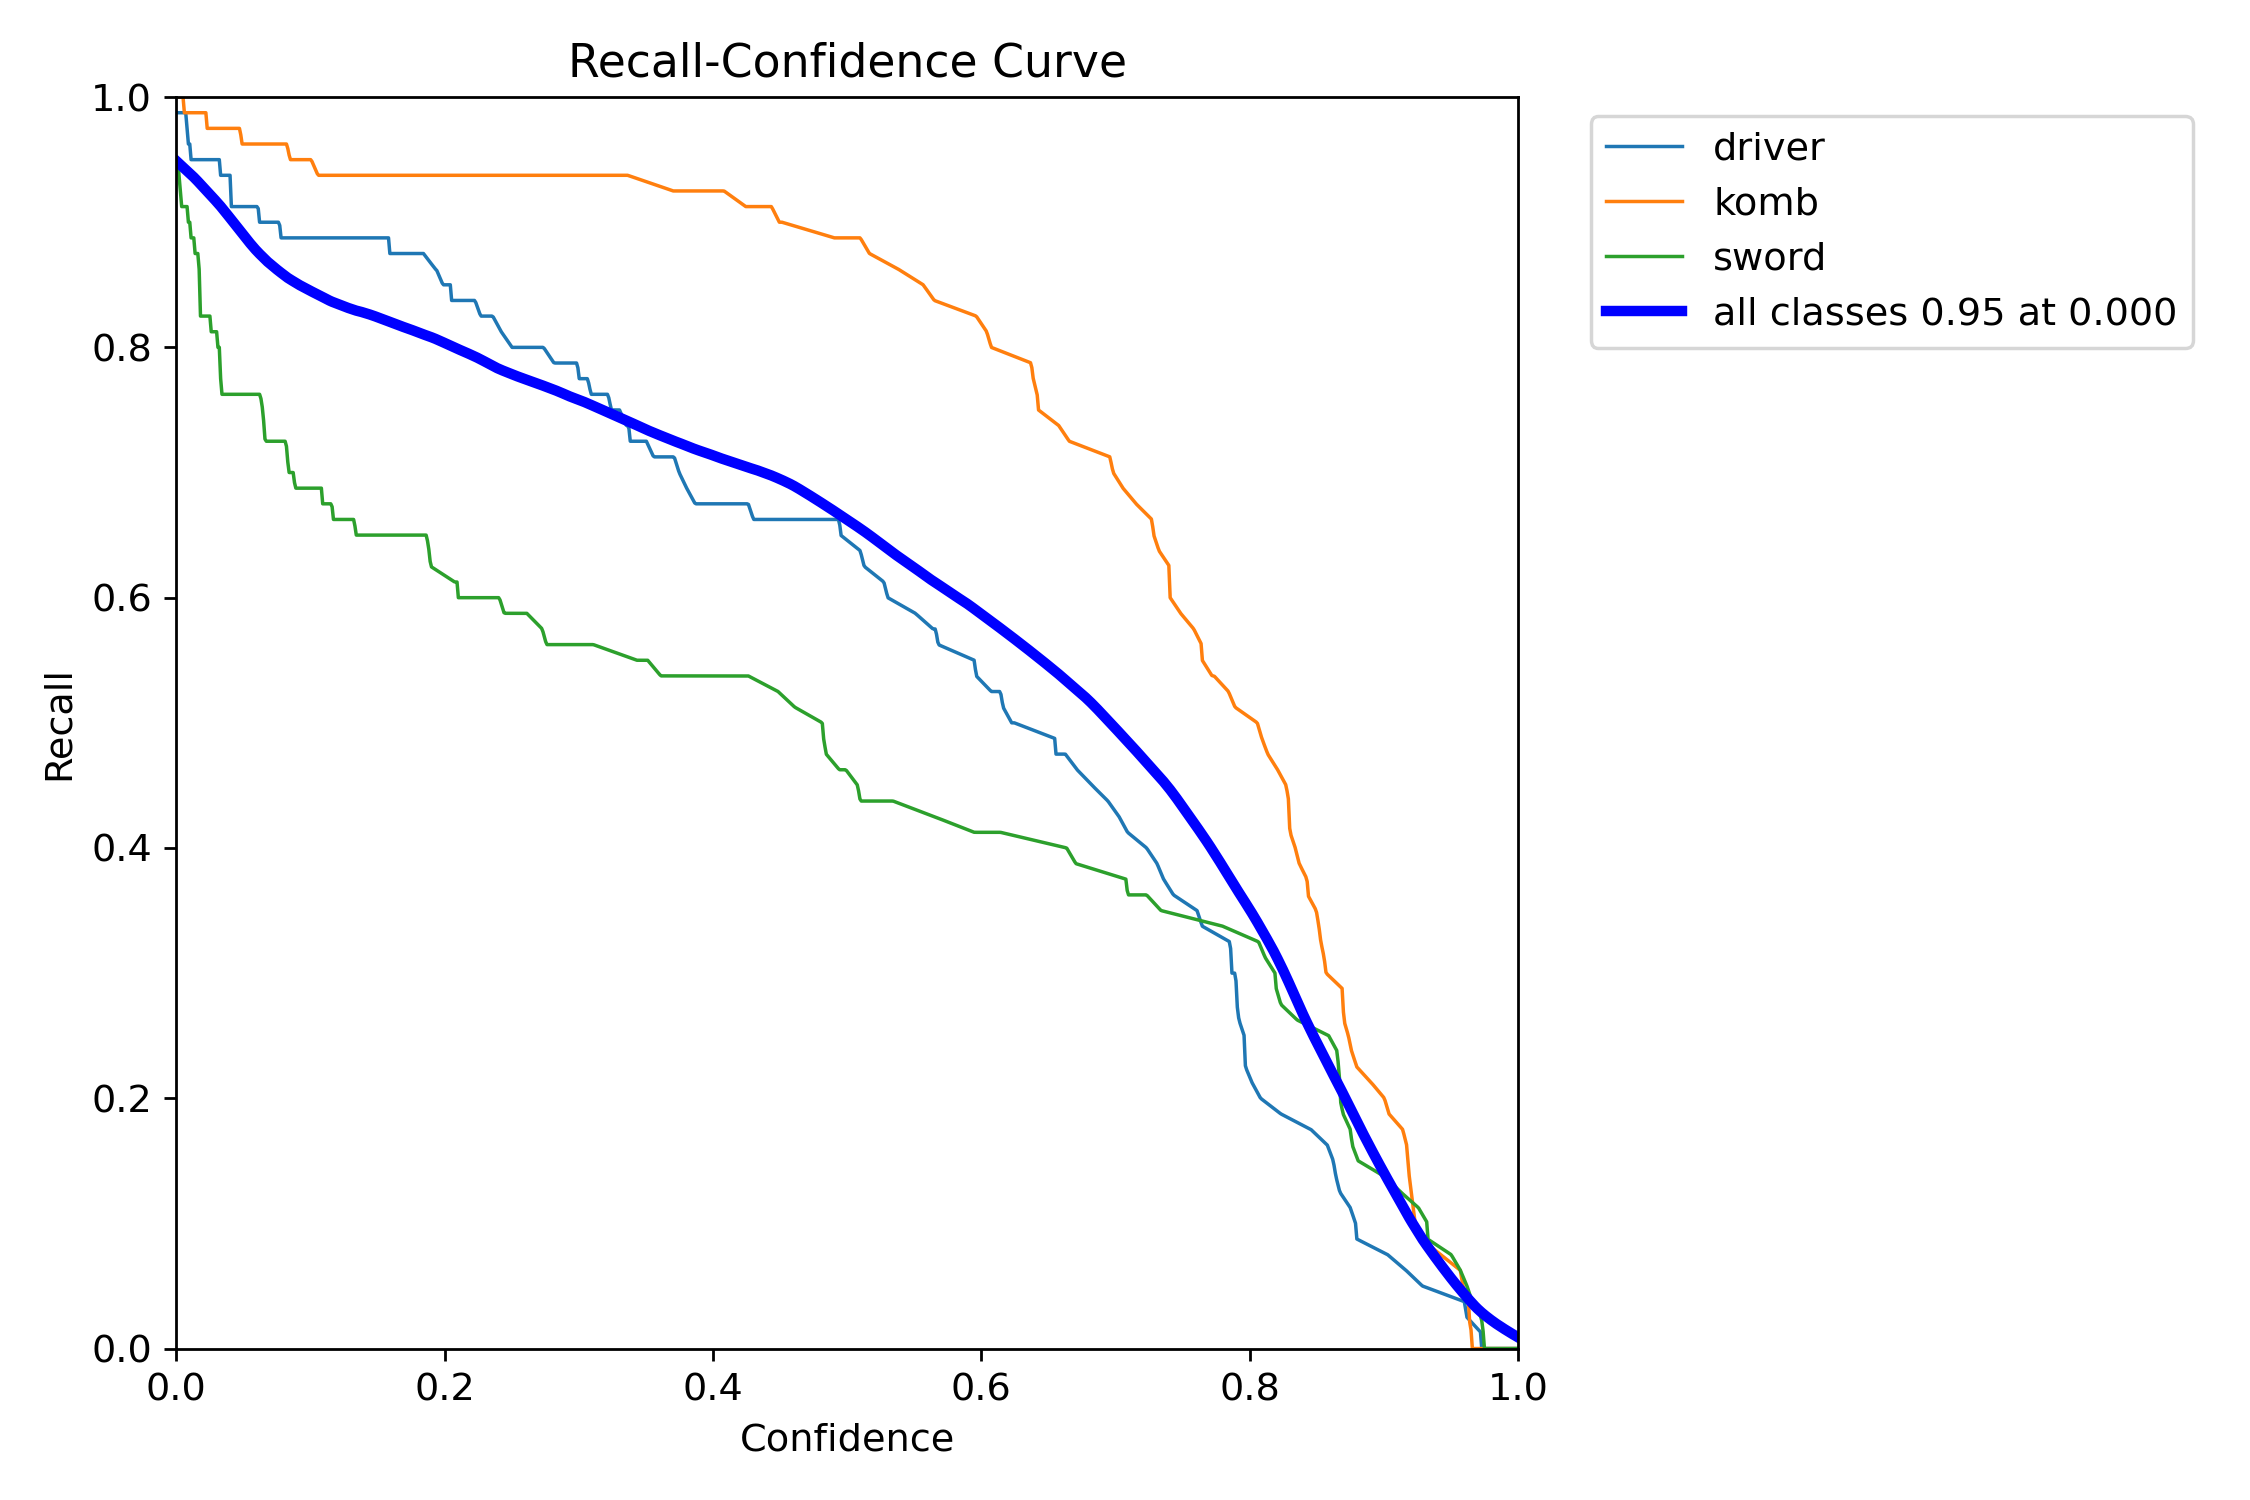 Recall-Confidence Curve
1.0
0.8
0.6
0.4
0.2
0.0
Recall
0.0 0.2 0.4 0.6 0.8 1.0
Confidence
driver
komb
sword
all classes 0.95 at 0.000